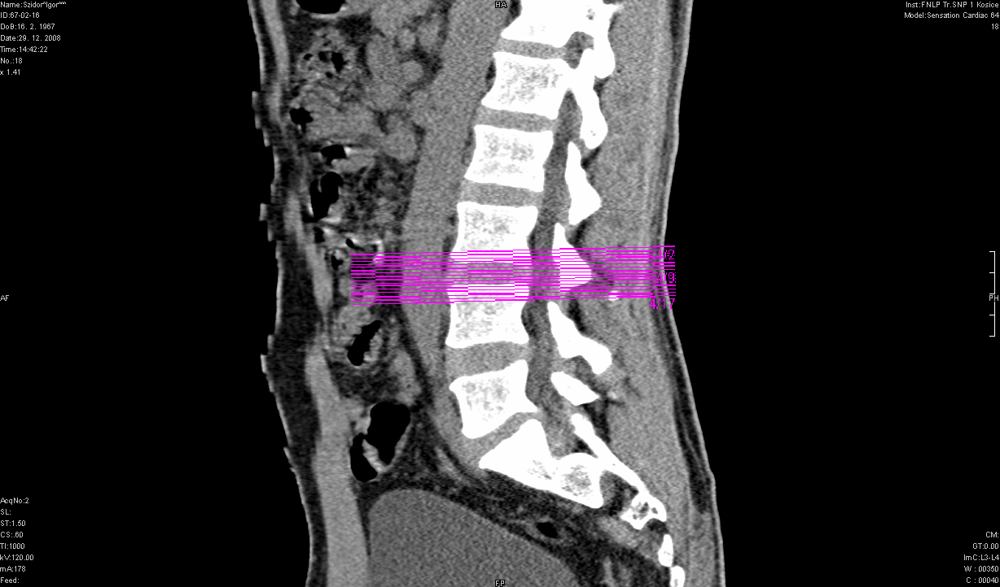 Name:Szidor^Igor^^^
ID:67-02-16
DoB:16. 2. 1967
Date:29. 12. 2008
Time:14:42:22
No.:18
x 1.41
HA
Inst:FNLP Tr.SNP 1 Kosice
Model:Sensation Cardiac 64
18
AF
PH
4/17
AcqNo:2
SL:
ST:1.50
CS:.60
TI:1000
kV:120.00
mA:178
Feed:
FP
CM:
GT:0.00
ImC:L3-L4
W : 00350
C : 00040